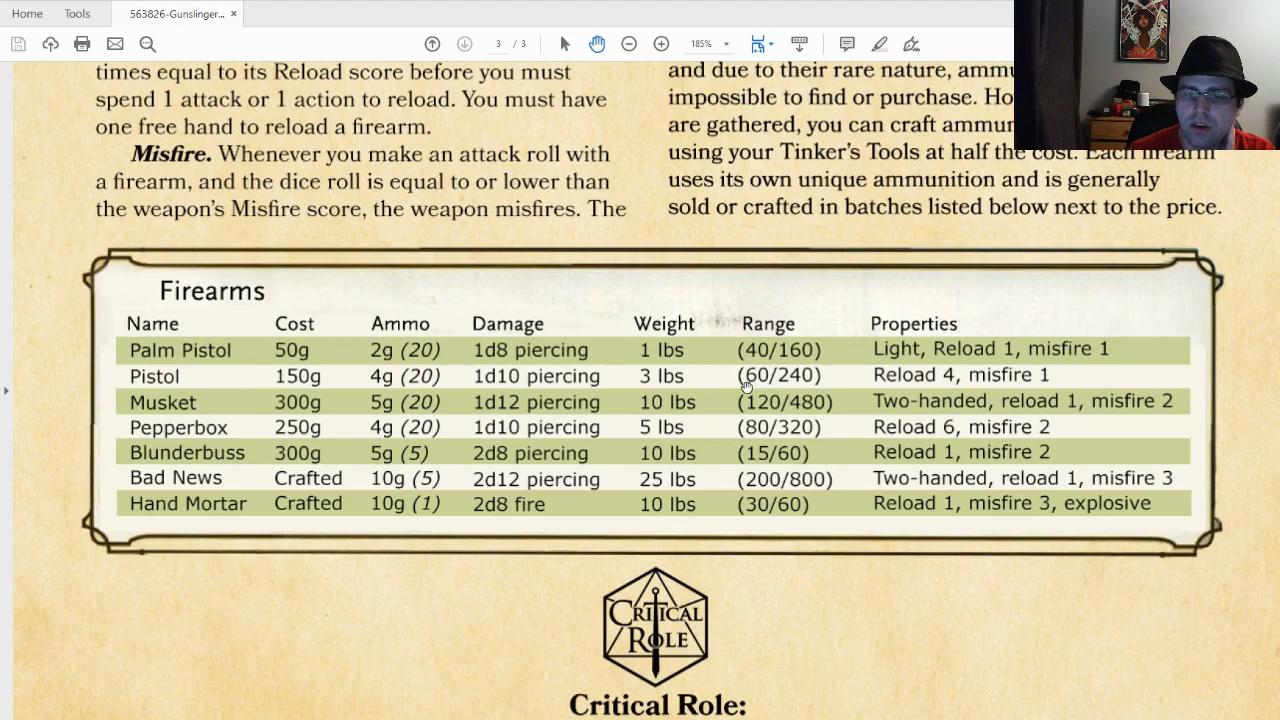 Home Tools 563826-Gunslinger... ×
3 / 3 185%
times equal to its Reload score before you must
spend 1 attack or 1 action to reload. You must have
one free hand to reload a firearm.
Misfire. Whenever you make an attack roll with
a firearm, and the dice roll is equal to or lower than
the weapon's Misfire score, the weapon misfires. The
and due to their rare nature, ammu
impossible to find or purchase. Ho
are gathered, you can craft ammun
using your Tinker's Tools at half the cost. Each firearm
uses its own unique ammunition and is generally
sold or crafted in batches listed below next to the price.
Firearms
Name Cost Ammo Damage Weight Range Properties
Palm Pistol 50g 2g (20) 1d8 piercing 1 lbs (40/160) Light, Reload 1, misfire 1
Pistol 150g 4g (20) 1d10 piercing 3 lbs (60/240) Reload 4, misfire 1
Musket 300g 5g (20) 1d12 piercing 10 lbs (120/480) Two-handed, reload 1, misfire 2
Pepperbox 250g 4g (20) 1d10 piercing 5 lbs (80/320) Reload 6, misfire 2
Blunderbuss 300g 5g (5) 2d8 piercing 10 lbs (15/60) Reload 1, misfire 2
Bad News Crafted 10g (5) 2d12 piercing 25 lbs (200/800) Two-handed, reload 1, misfire 3
Hand Mortar Crafted 10g (1) 2d8 fire 10 lbs (30/60) Reload 1, misfire 3, explosive
CRITICAL
ROLE
Critical Role: